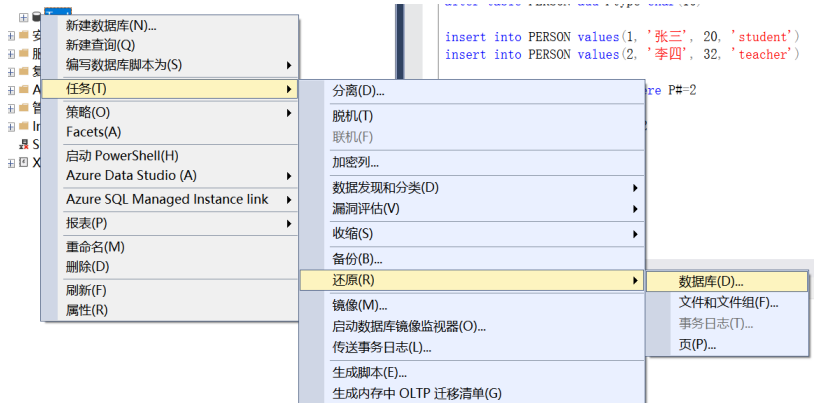 新建数据库(N)...
新建查询(Q)
编写数据库脚本为(S)
任务(T)
策略(O)
Facets(A)
启动 PowerShell(H)
Azure Data Studio (A)
Azure SQL Managed Instance link
报表(P)
重命名(M)
删除(D)
刷新(F)
属性(R)
分离(D)...
脱机(T)
联机(F)
加密列...
数据发现和分类(D)
漏洞评估(V)
收缩(S)
备份(B)...
还原(R)
镜像(M)...
启动数据库镜像监视器(O)...
传送事务日志(L)...
生成脚本(E)...
生成内存中 OLTP 迁移清单(G)
数据库(D)...
文件和文件组(F)...
事务日志(T)...
页(P)...
insert into PERSON values(1, '张三', 20, 'student')
insert into PERSON values(2, '李四', 32, 'teacher')
re P#=2